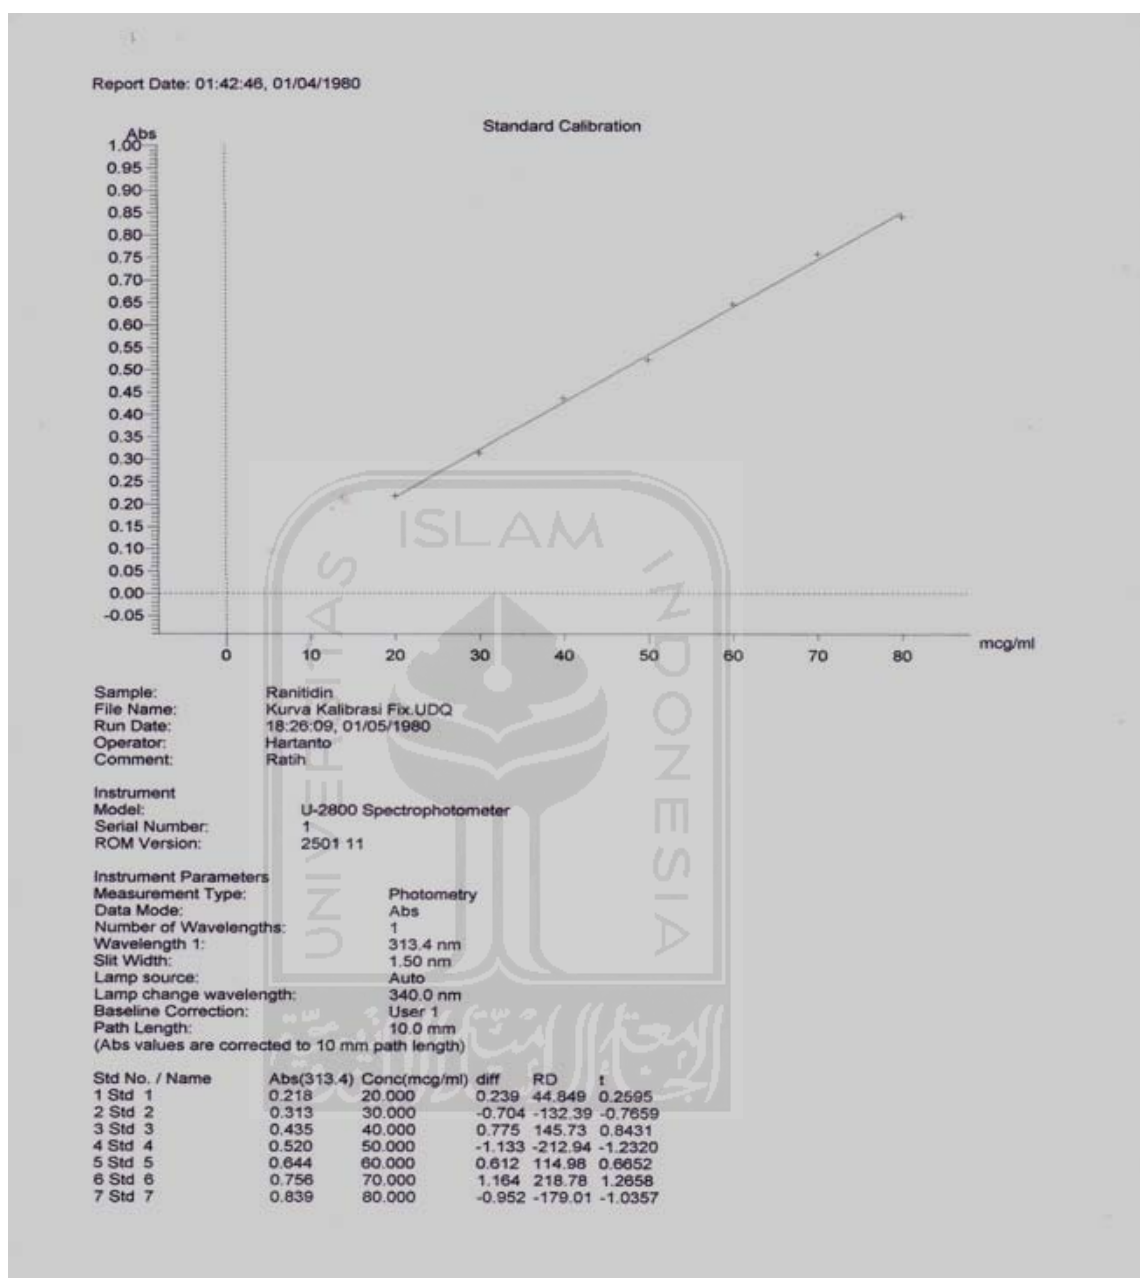 Report Date: 01:42:46, 01/04/1980
Standard Calibration
Abs
1.00
0.95
0.90
0.85
0.80
0.75
0.70
0.65
0.60
0.55
0.50
0.45
0.40
0.35
0.30
0.25
0.20
0.15
0.10
0.05
0.00
-0.05
0 10 20 30 40 50 60 70 80 mcg/ml
UNIVERSITAS ISLAM INDONESIA
Sample: Ranitidin
File Name: Kurva Kalibrasi Fix.UDQ
Run Date: 18:26:09, 01/05/1980
Operator: Hartanto
Comment: Ratih
Instrument
Model: U-2800 Spectrophotometer
Serial Number: 1
ROM Version: 2501 11
Instrument Parameters
Measurement Type: Photometry
Data Mode: Abs
Number of Wavelengths: 1
Wavelength 1: 313.4 nm
Slit Width: 1.50 nm
Lamp source: Auto
Lamp change wavelength: 340.0 nm
Baseline Correction: User 1
Path Length: 10.0 mm
(Abs values are corrected to 10 mm path length)
Std No. / Name Abs(313.4) Conc(mcg/ml) diff RD t
1 Std 1 0.218 20.000 0.239 44.849 0.2595
2 Std 2 0.313 30.000 -0.704 -132.39 -0.7659
3 Std 3 0.435 40.000 0.775 145.73 0.8431
4 Std 4 0.520 50.000 -1.133 -212.94 -1.2320
5 Std 5 0.644 60.000 0.612 114.98 0.6652
6 Std 6 0.756 70.000 1.164 218.78 1.2658
7 Std 7 0.839 80.000 -0.952 -179.01 -1.0357